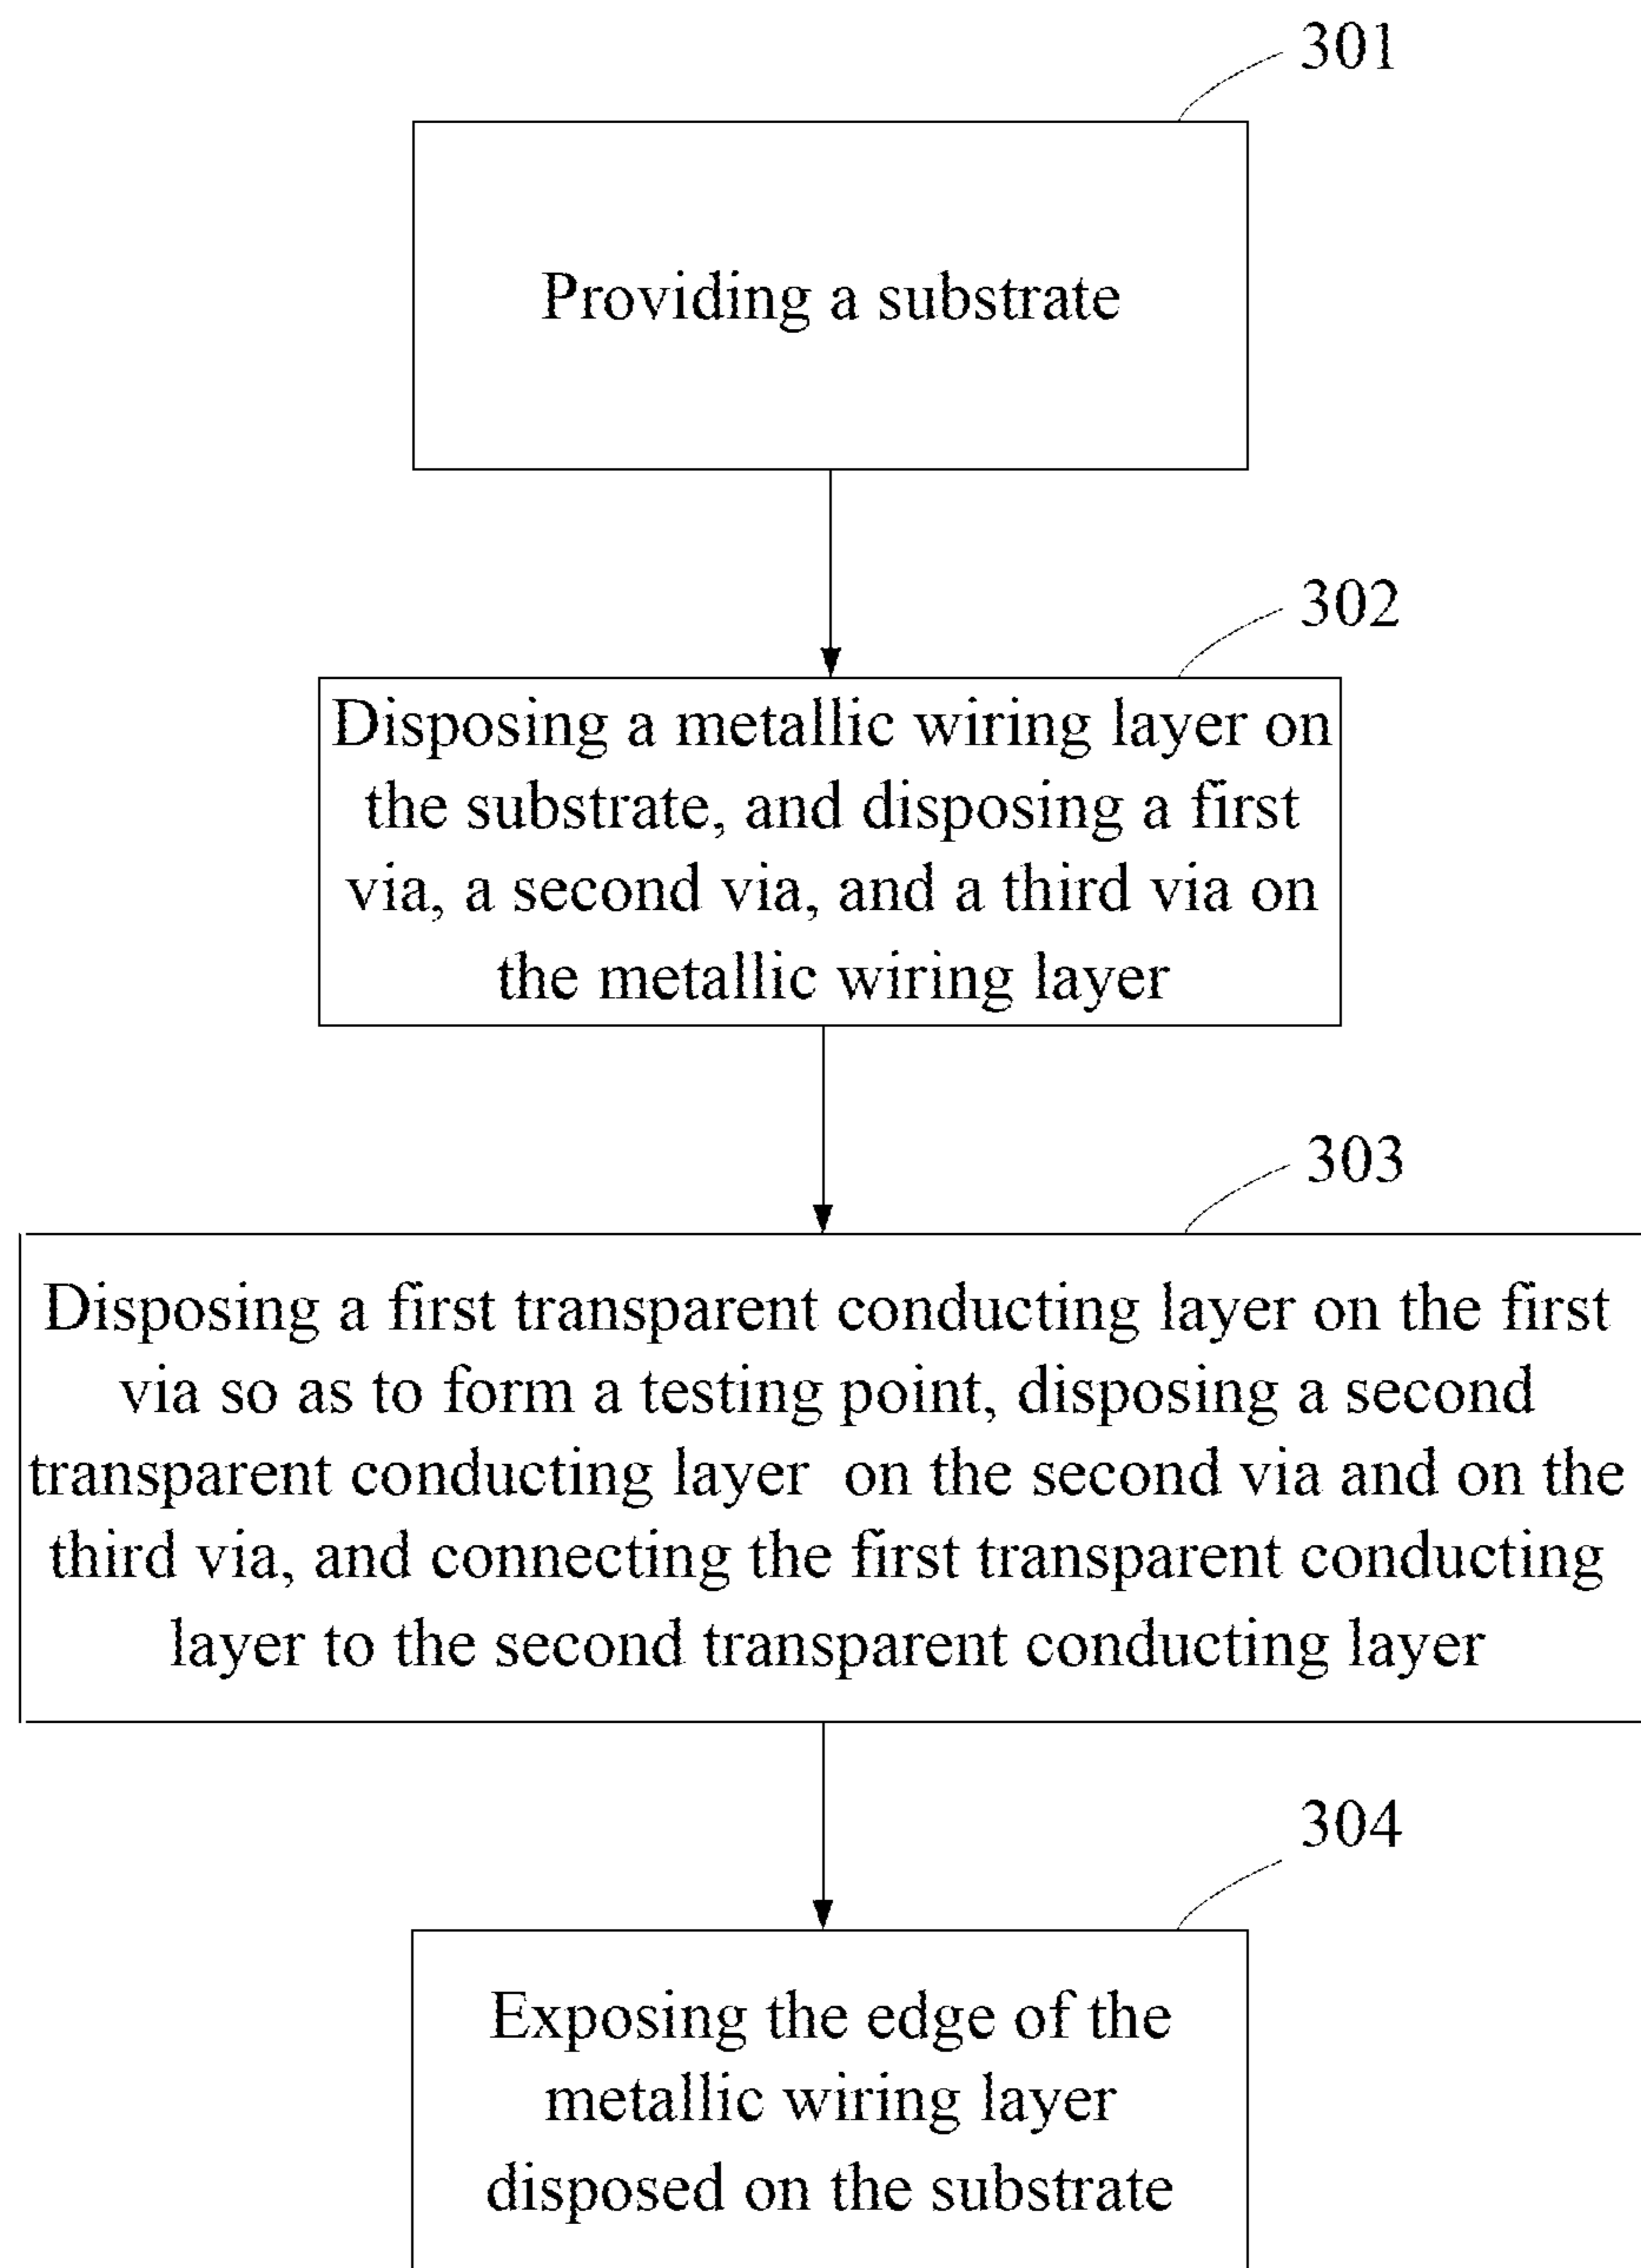 301
Providing a substrate
302
Disposing a metallic wiring layer on
the substrate, and disposing a first
via, a second via, and a third via on
the metallic wiring layer
303
Disposing a first transparent conducting layer on the first
via so as to form a testing point, disposing a second
transparent conducting layer on the second via and on the
third via, and connecting the first transparent conducting
layer to the second transparent conducting layer
304
Exposing the edge of the
metallic wiring layer
disposed on the substrate